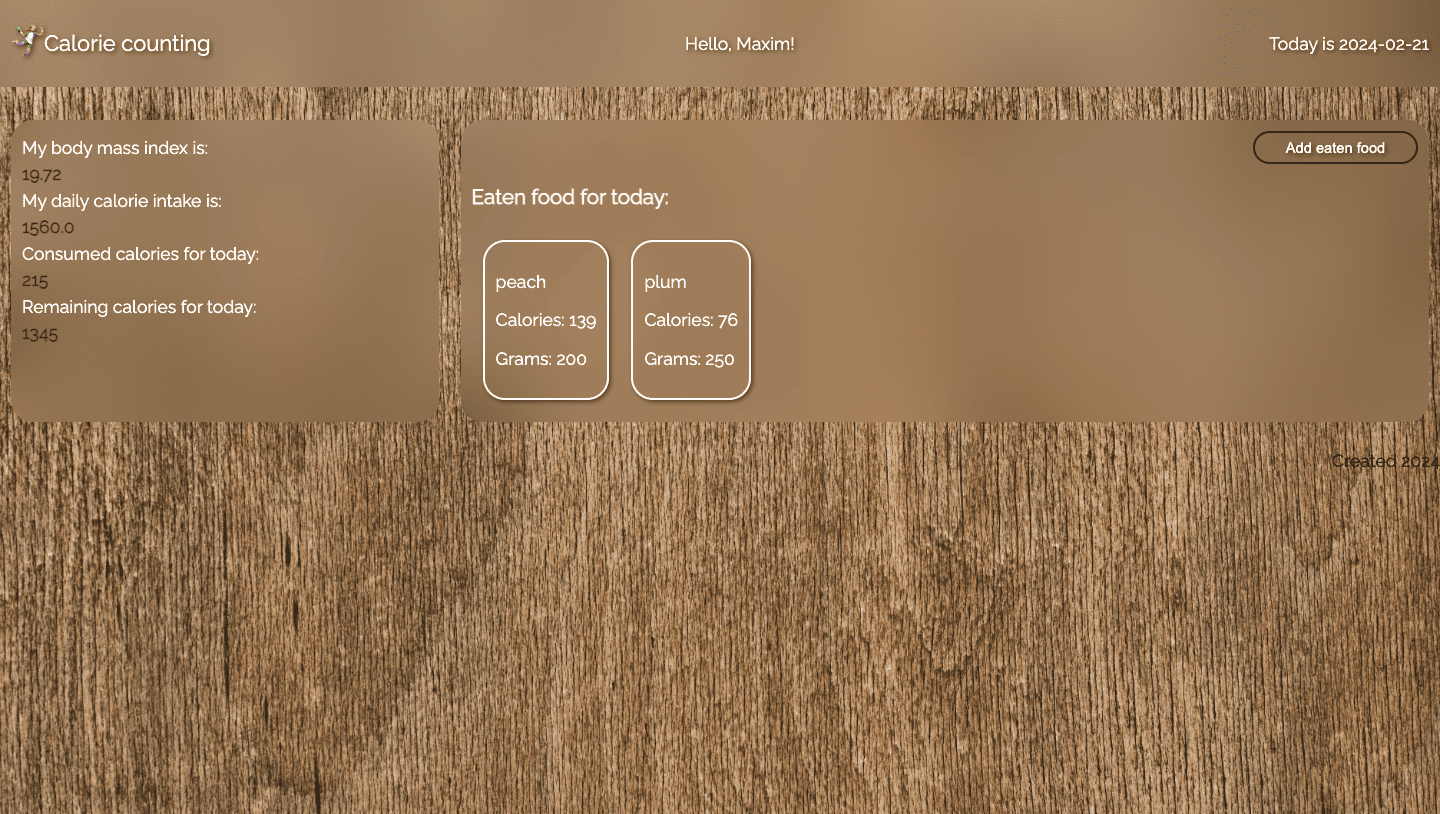 Calorie counting
Hello, Maxim!
Today is 2024-02-21
My body mass index is:
19.72
My daily calorie intake is:
1560.0
Consumed calories for today:
215
Remaining calories for today:
1345
Add eaten food
Eaten food for today:
peach
Calories: 139
Grams: 200
plum
Calories: 76
Grams: 250
Created 2024